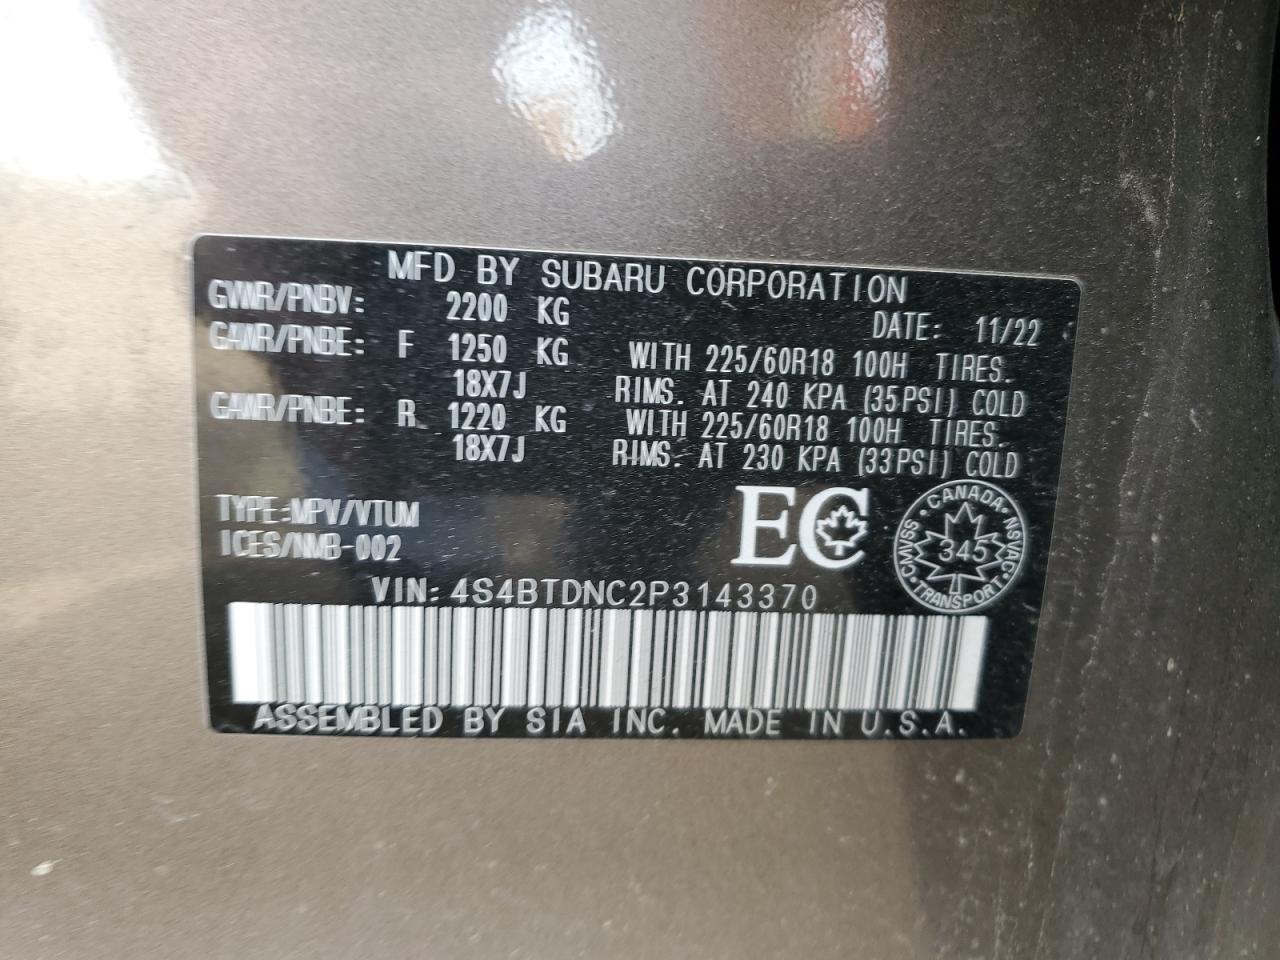 MFD BY SUBARU CORPORATION
GVWR/PNBV: 2200 KG DATE: 11/22
GAWR/PNBE: F 1250 KG WITH 225/60R18 100H TIRES.
18X7J RIMS. AT 240 KPA (35PSI) COLD
GAWR/PNBE: R 1220 KG WITH 225/60R18 100H TIRES.
18X7J RIMS. AT 230 KPA (33PSI) COLD
TYPE:MPV/VTUM
ICES/NMB-002
EC
CANADA
CMVSS 345 NSVAC
TRANSPORT
VIN: 4S4BTDNC2P3143370
ASSEMBLED BY SIA INC. MADE IN U.S.A.